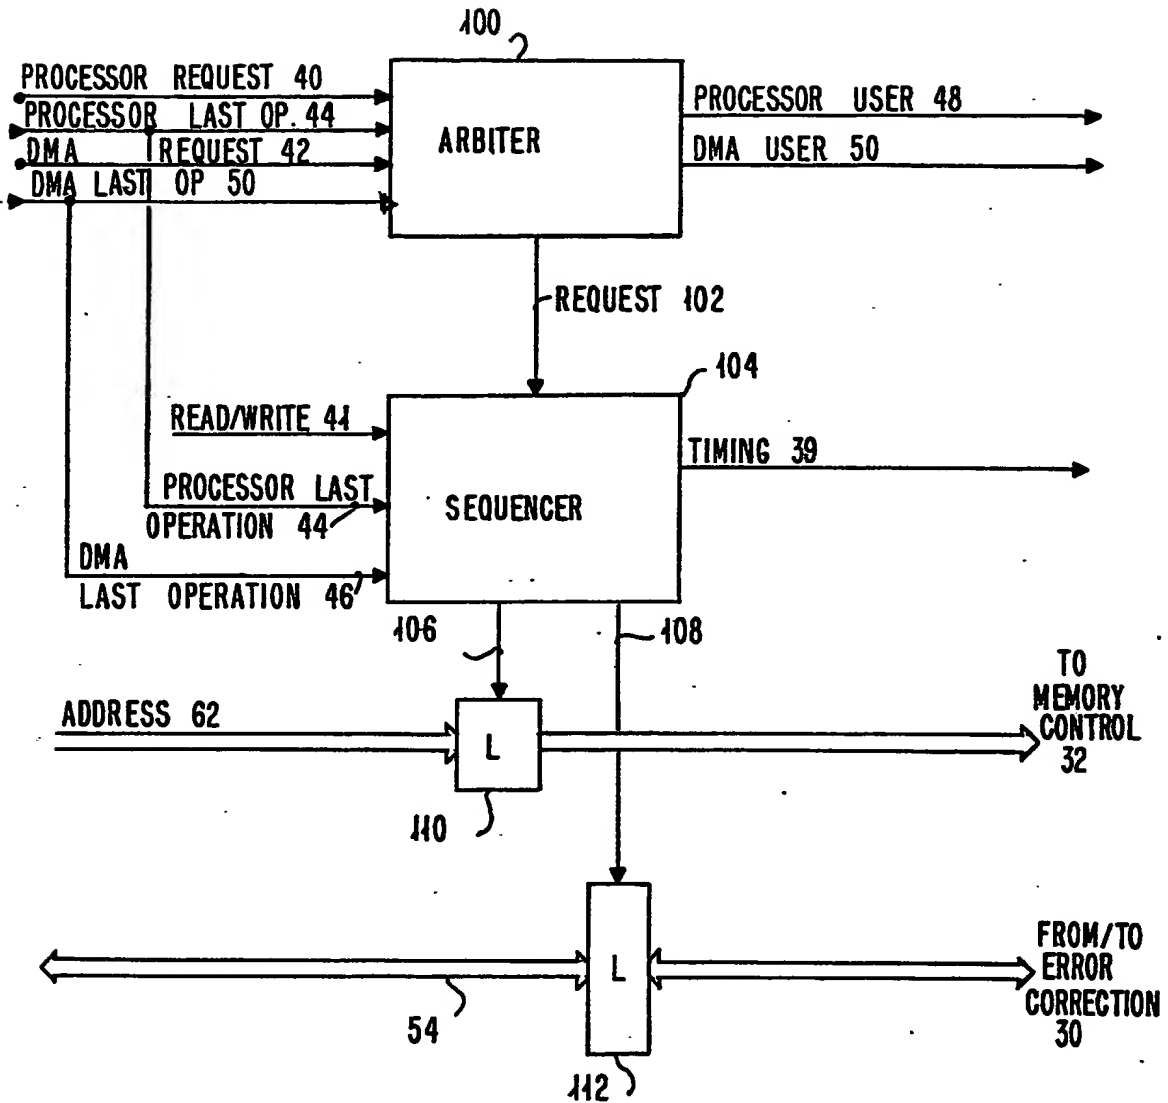 100
PROCESSOR REQUEST 40
PROCESSOR LAST OP. 44
DMA REQUEST 42
DMA LAST OP 50
ARBITER
PROCESSOR USER 48
DMA USER 50
REQUEST 102
104
READ/WRITE 41
TIMING 39
PROCESSOR LAST
OPERATION 44
SEQUENCER
DMA
LAST OPERATION 46
106
108
ADDRESS 62
L
TO
MEMORY
CONTROL
32
110
L
FROM/TO
ERROR
CORRECTION
30
54
112